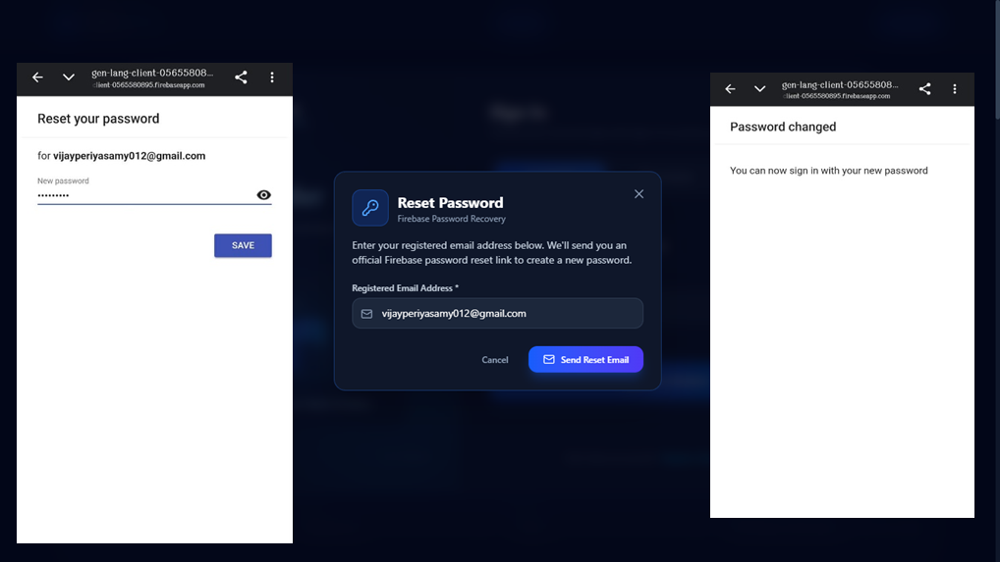 gen-lang-client-05655808...
client-0565580895.firebaseapp.com
Reset your password
for vijayperiyasamy012@gmail.com
New password
•••••••••
SAVE
Reset Password
Firebase Password Recovery
Enter your registered email address below. We'll send you an
official Firebase password reset link to create a new password.
Registered Email Address *
vijayperiyasamy012@gmail.com
Cancel
Send Reset Email
gen-lang-client-05655808...
client-0565580895.firebaseapp.com
Password changed
You can now sign in with your new password